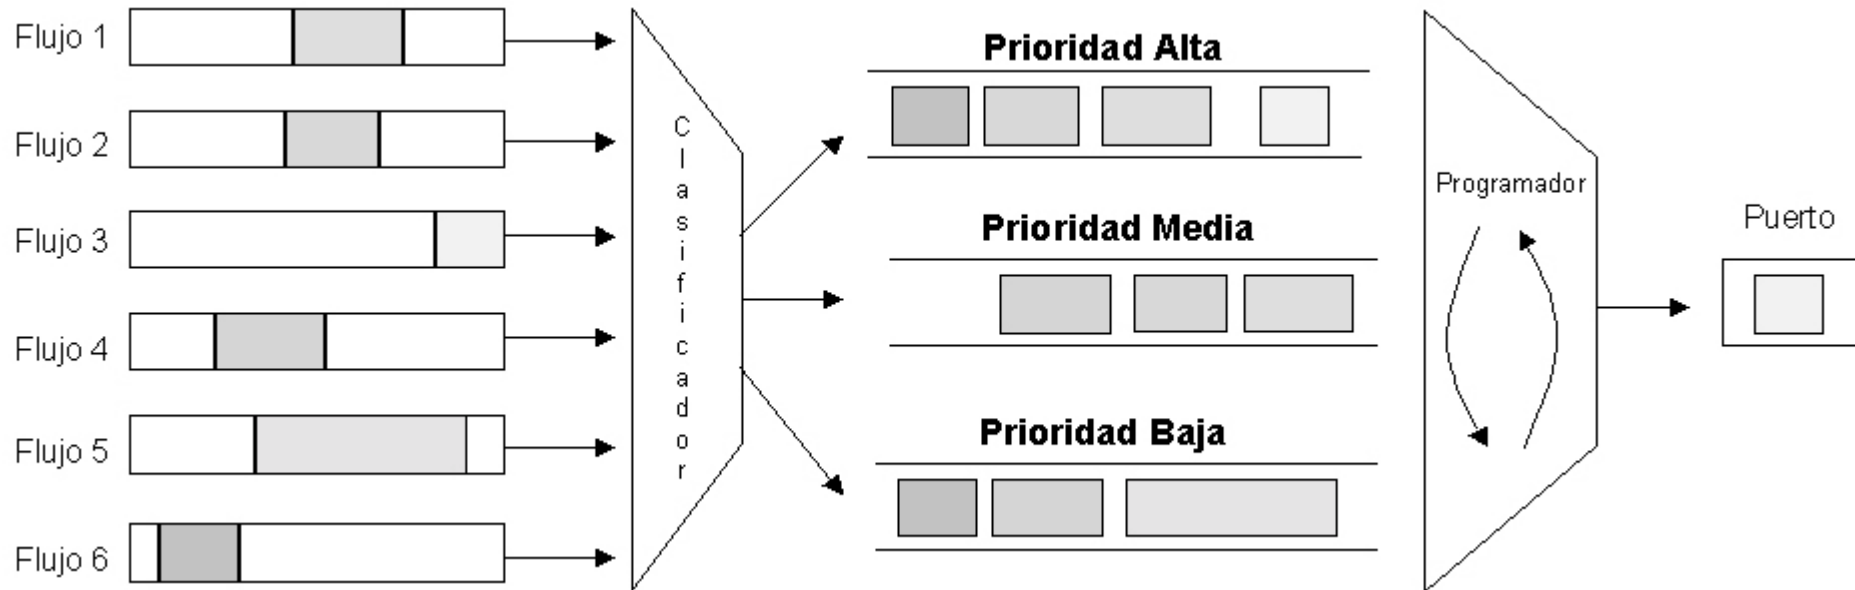 Flujo 1
Flujo 2
Flujo 3
Flujo 4
Flujo 5
Flujo 6
Clasificador
Prioridad Alta
Prioridad Media
Prioridad Baja
Programador
Puerto